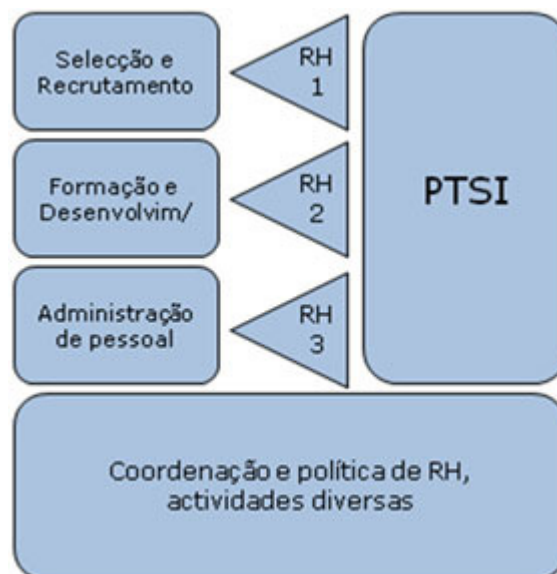 Selecção e
Recrutamento
RH
1
PTSI
Formação e
Desenvolvim/
RH
2
Administração
de pessoal
RH
3
Coordenação e política de RH,
actividades diversas